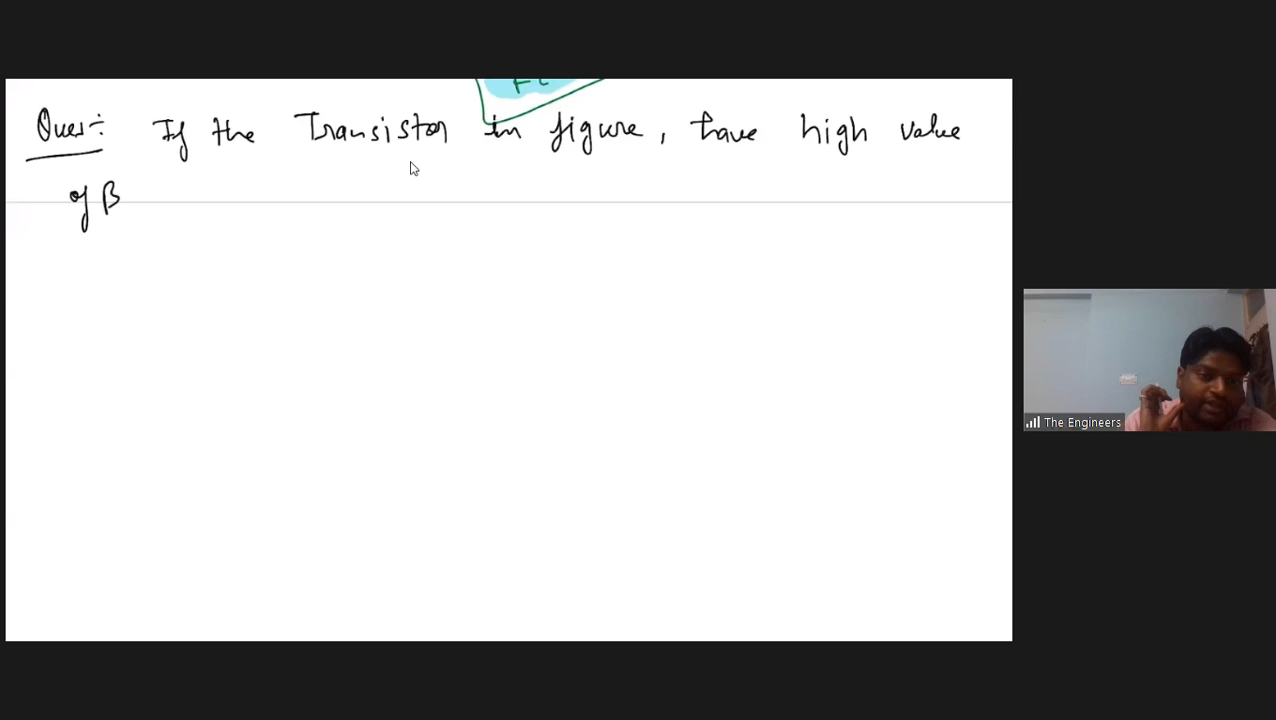 Ques:- If the Transistor in figure, have high value
of β
The Engineers